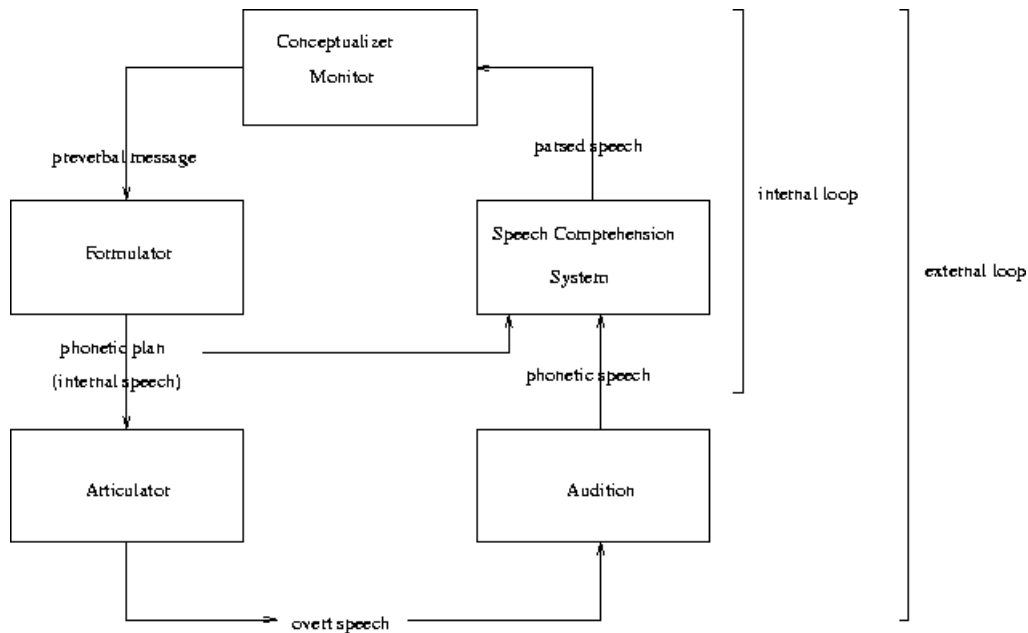 Conceptualizer
Monitor
preverbal message
parsed speech
internal loop
Formulator
Speech Comprehension
System
external loop
phonetic plan
(internal speech)
phonetic speech
Articulator
Audition
overt speech